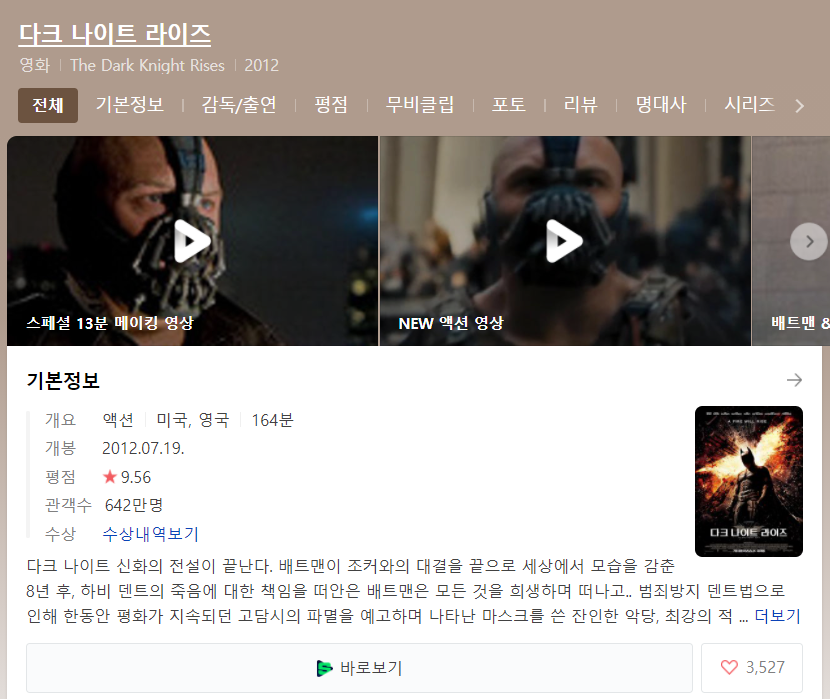 다크 나이트 라이즈
영화 | The Dark Knight Rises | 2012
전체 기본정보 | 감독/출연 | 평점 | 무비클립 | 포토 | 리뷰 | 명대사 | 시리즈
스페셜 13분 메이킹 영상
NEW 액션 영상
배트맨 &
기본정보
개요 액션 | 미국, 영국 | 164분
개봉 2012.07.19.
평점 ★ 9.56
관객수 642만명
수상 수상내역보기
다크 나이트 라이즈
다크 나이트 신화의 전설이 끝난다. 배트맨이 조커와의 대결을 끝으로 세상에서 모습을 감춘
8년 후, 하비 덴트의 죽음에 대한 책임을 떠안은 배트맨은 모든 것을 희생하며 떠나고.. 범죄방지 덴트법으로
인해 한동안 평화가 지속되던 고담시의 파멸을 예고하며 나타난 마스크를 쓴 잔인한 악당, 최강의 적 ... 더보기
바로보기
3,527